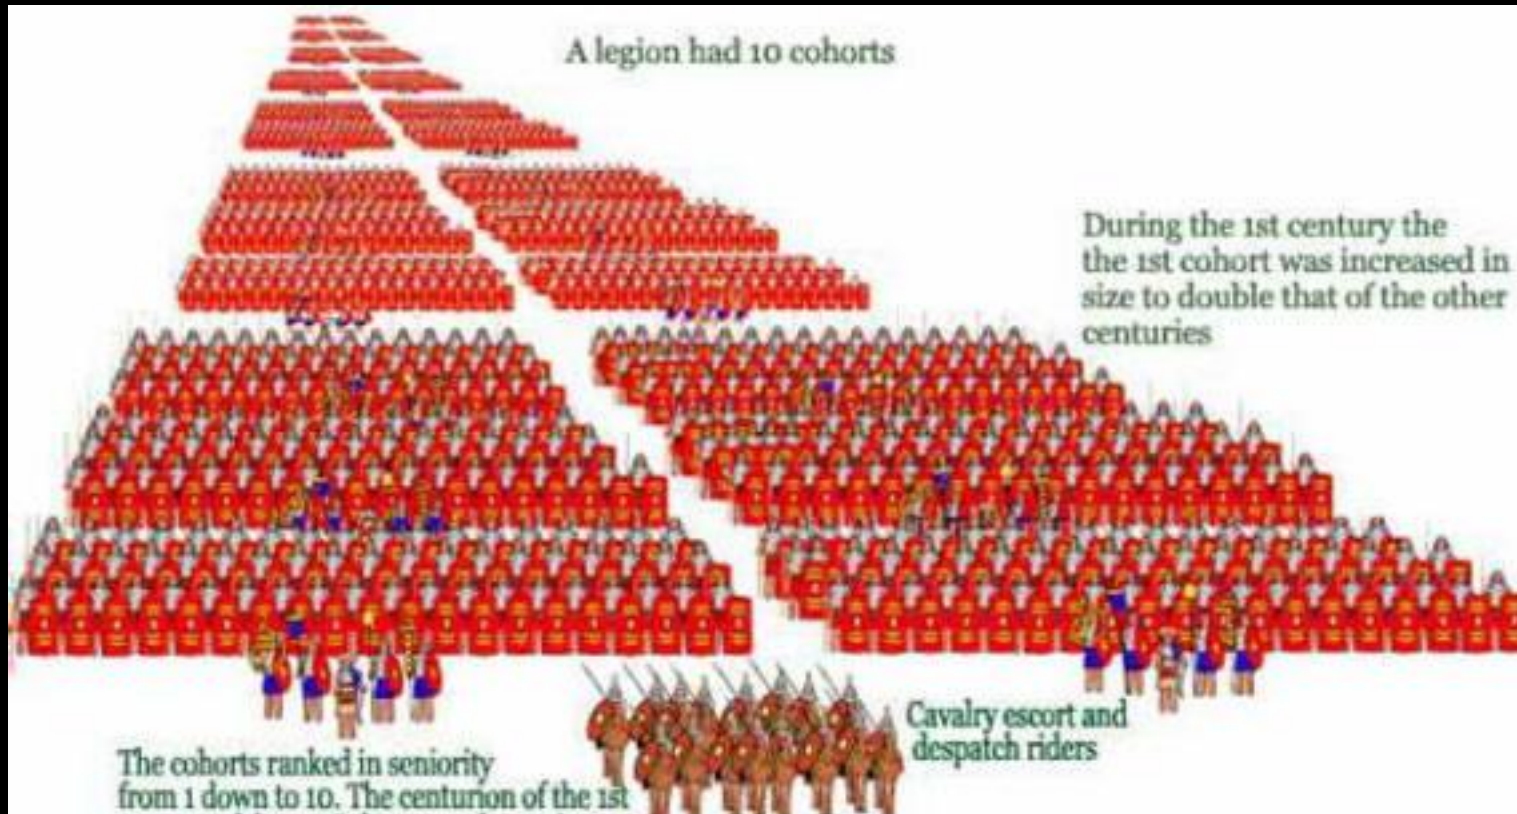 A legion had 10 cohorts
During the 1st century the
the 1st cohort was increased in
size to double that of the other
centuries
Cavalry escort and
despatch riders
The cohorts ranked in seniority
from 1 down to 10. The centurion of the 1st